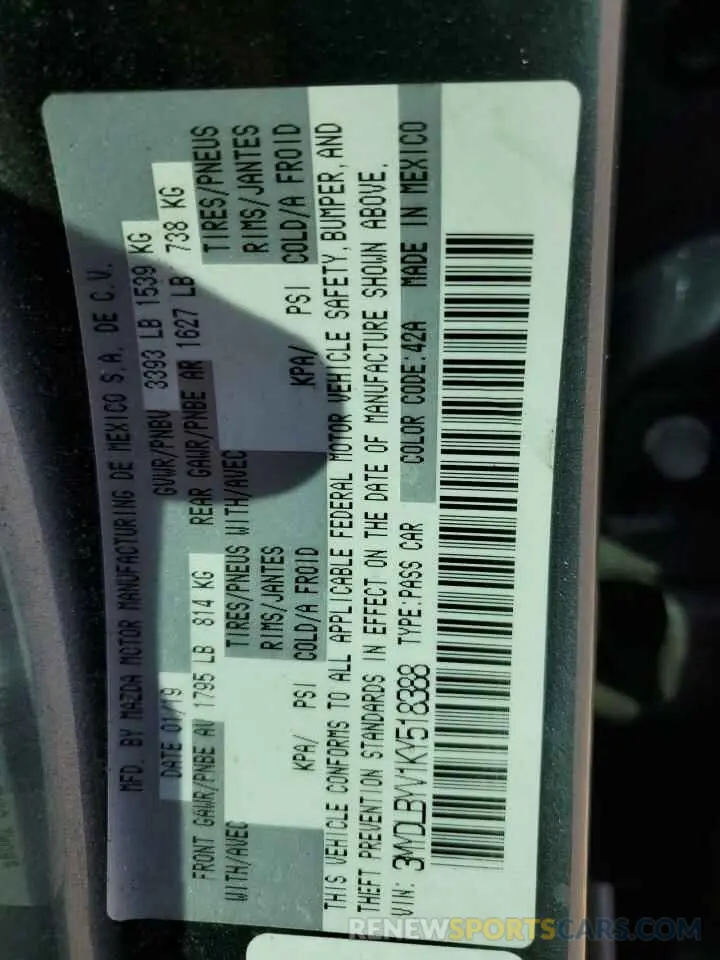 MFD. BY MAZDA MOTOR MANUFACTURING DE MEXICO S.A. DE C.V.
DATE 01/19 GVWR/PNBV 3393 LB 1539 KG
FRONT GAWR/PNBE AV 1795 LB 814 KG REAR GAWR/PNBE AR 1627 LB 738 KG
WITH/AVEC TIRES/PNEUS WITH/AVEC TIRES/PNEUS
RIMS/JANTES RIMS/JANTES
KPA/ PSI COLD/A FROID KPA/ PSI COLD/A FROID
THIS VEHICLE CONFORMS TO ALL APPLICABLE FEDERAL MOTOR VEHICLE SAFETY, BUMPER, AND
THEFT PREVENTION STANDARDS IN EFFECT ON THE DATE OF MANUFACTURE SHOWN ABOVE.
VIN: 3MYDLBYV1KY518388 TYPE:PASS CAR COLOR CODE:42A MADE IN MEXICO
RENEWSPORTSCARS.COM